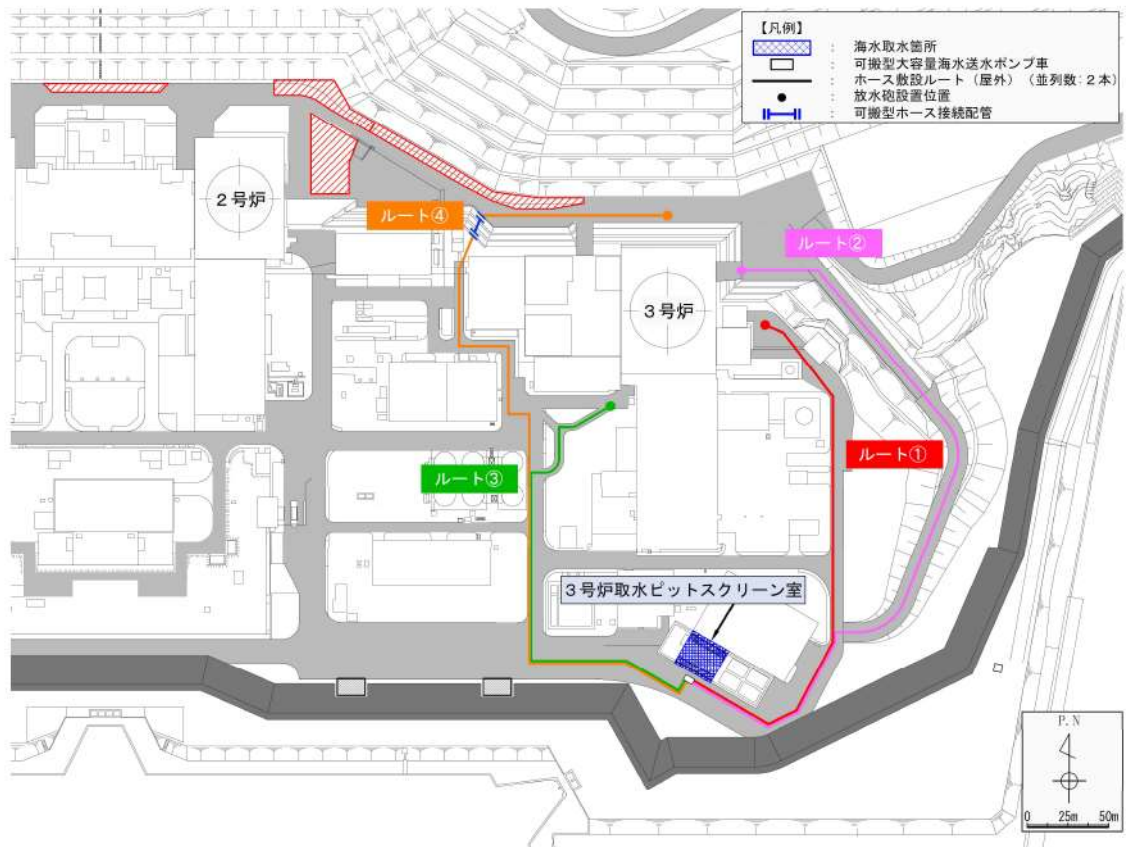 【凡例】
： 海水取水箇所
： 可搬型大容量海水送水ポンプ車
： ホース敷設ルート（屋外）（並列数：２本）
： 放水砲設置位置
： 可搬型ホース接続配管
２号炉
ルート④
ルート②
３号炉
ルート①
ルート③
３号炉取水ピットスクリーン室
P.N
0 25m 50m